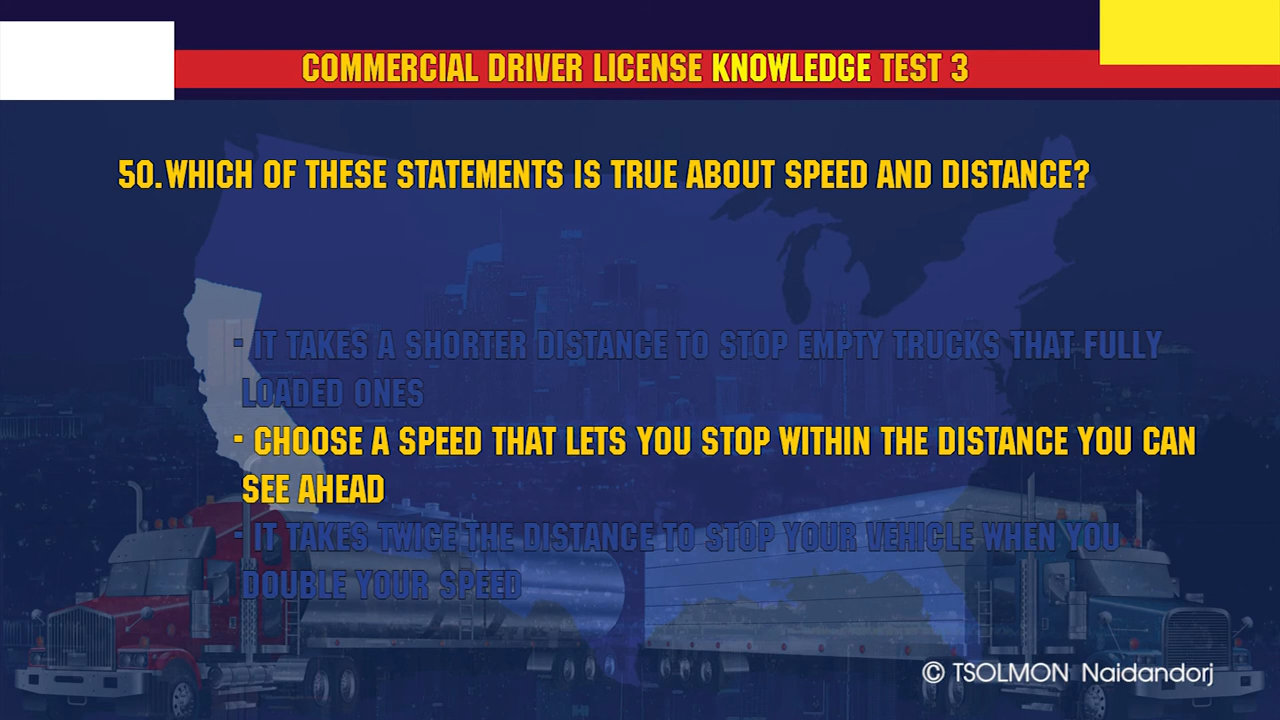 COMMERCIAL DRIVER LICENSE KNOWLEDGE TEST 3
50. WHICH OF THESE STATEMENTS IS TRUE ABOUT SPEED AND DISTANCE?
- IT TAKES A SHORTER DISTANCE TO STOP EMPTY TRUCKS THAT FULLY
LOADED ONES
- CHOOSE A SPEED THAT LETS YOU STOP WITHIN THE DISTANCE YOU CAN
SEE AHEAD
- IT TAKES TWICE THE DISTANCE TO STOP YOUR VEHICLE WHEN YOU
DOUBLE YOUR SPEED
© TSOLMON Naidandorj